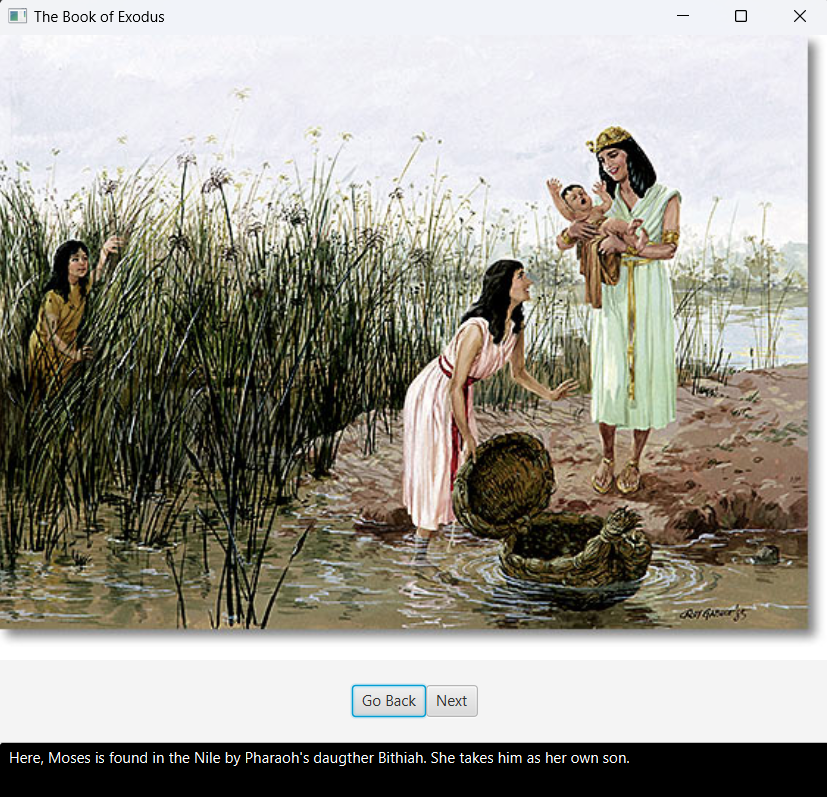 The Book of Exodus
Go Back Next
Here, Moses is found in the Nile by Pharaoh's daugther Bithiah. She takes him as her own son.